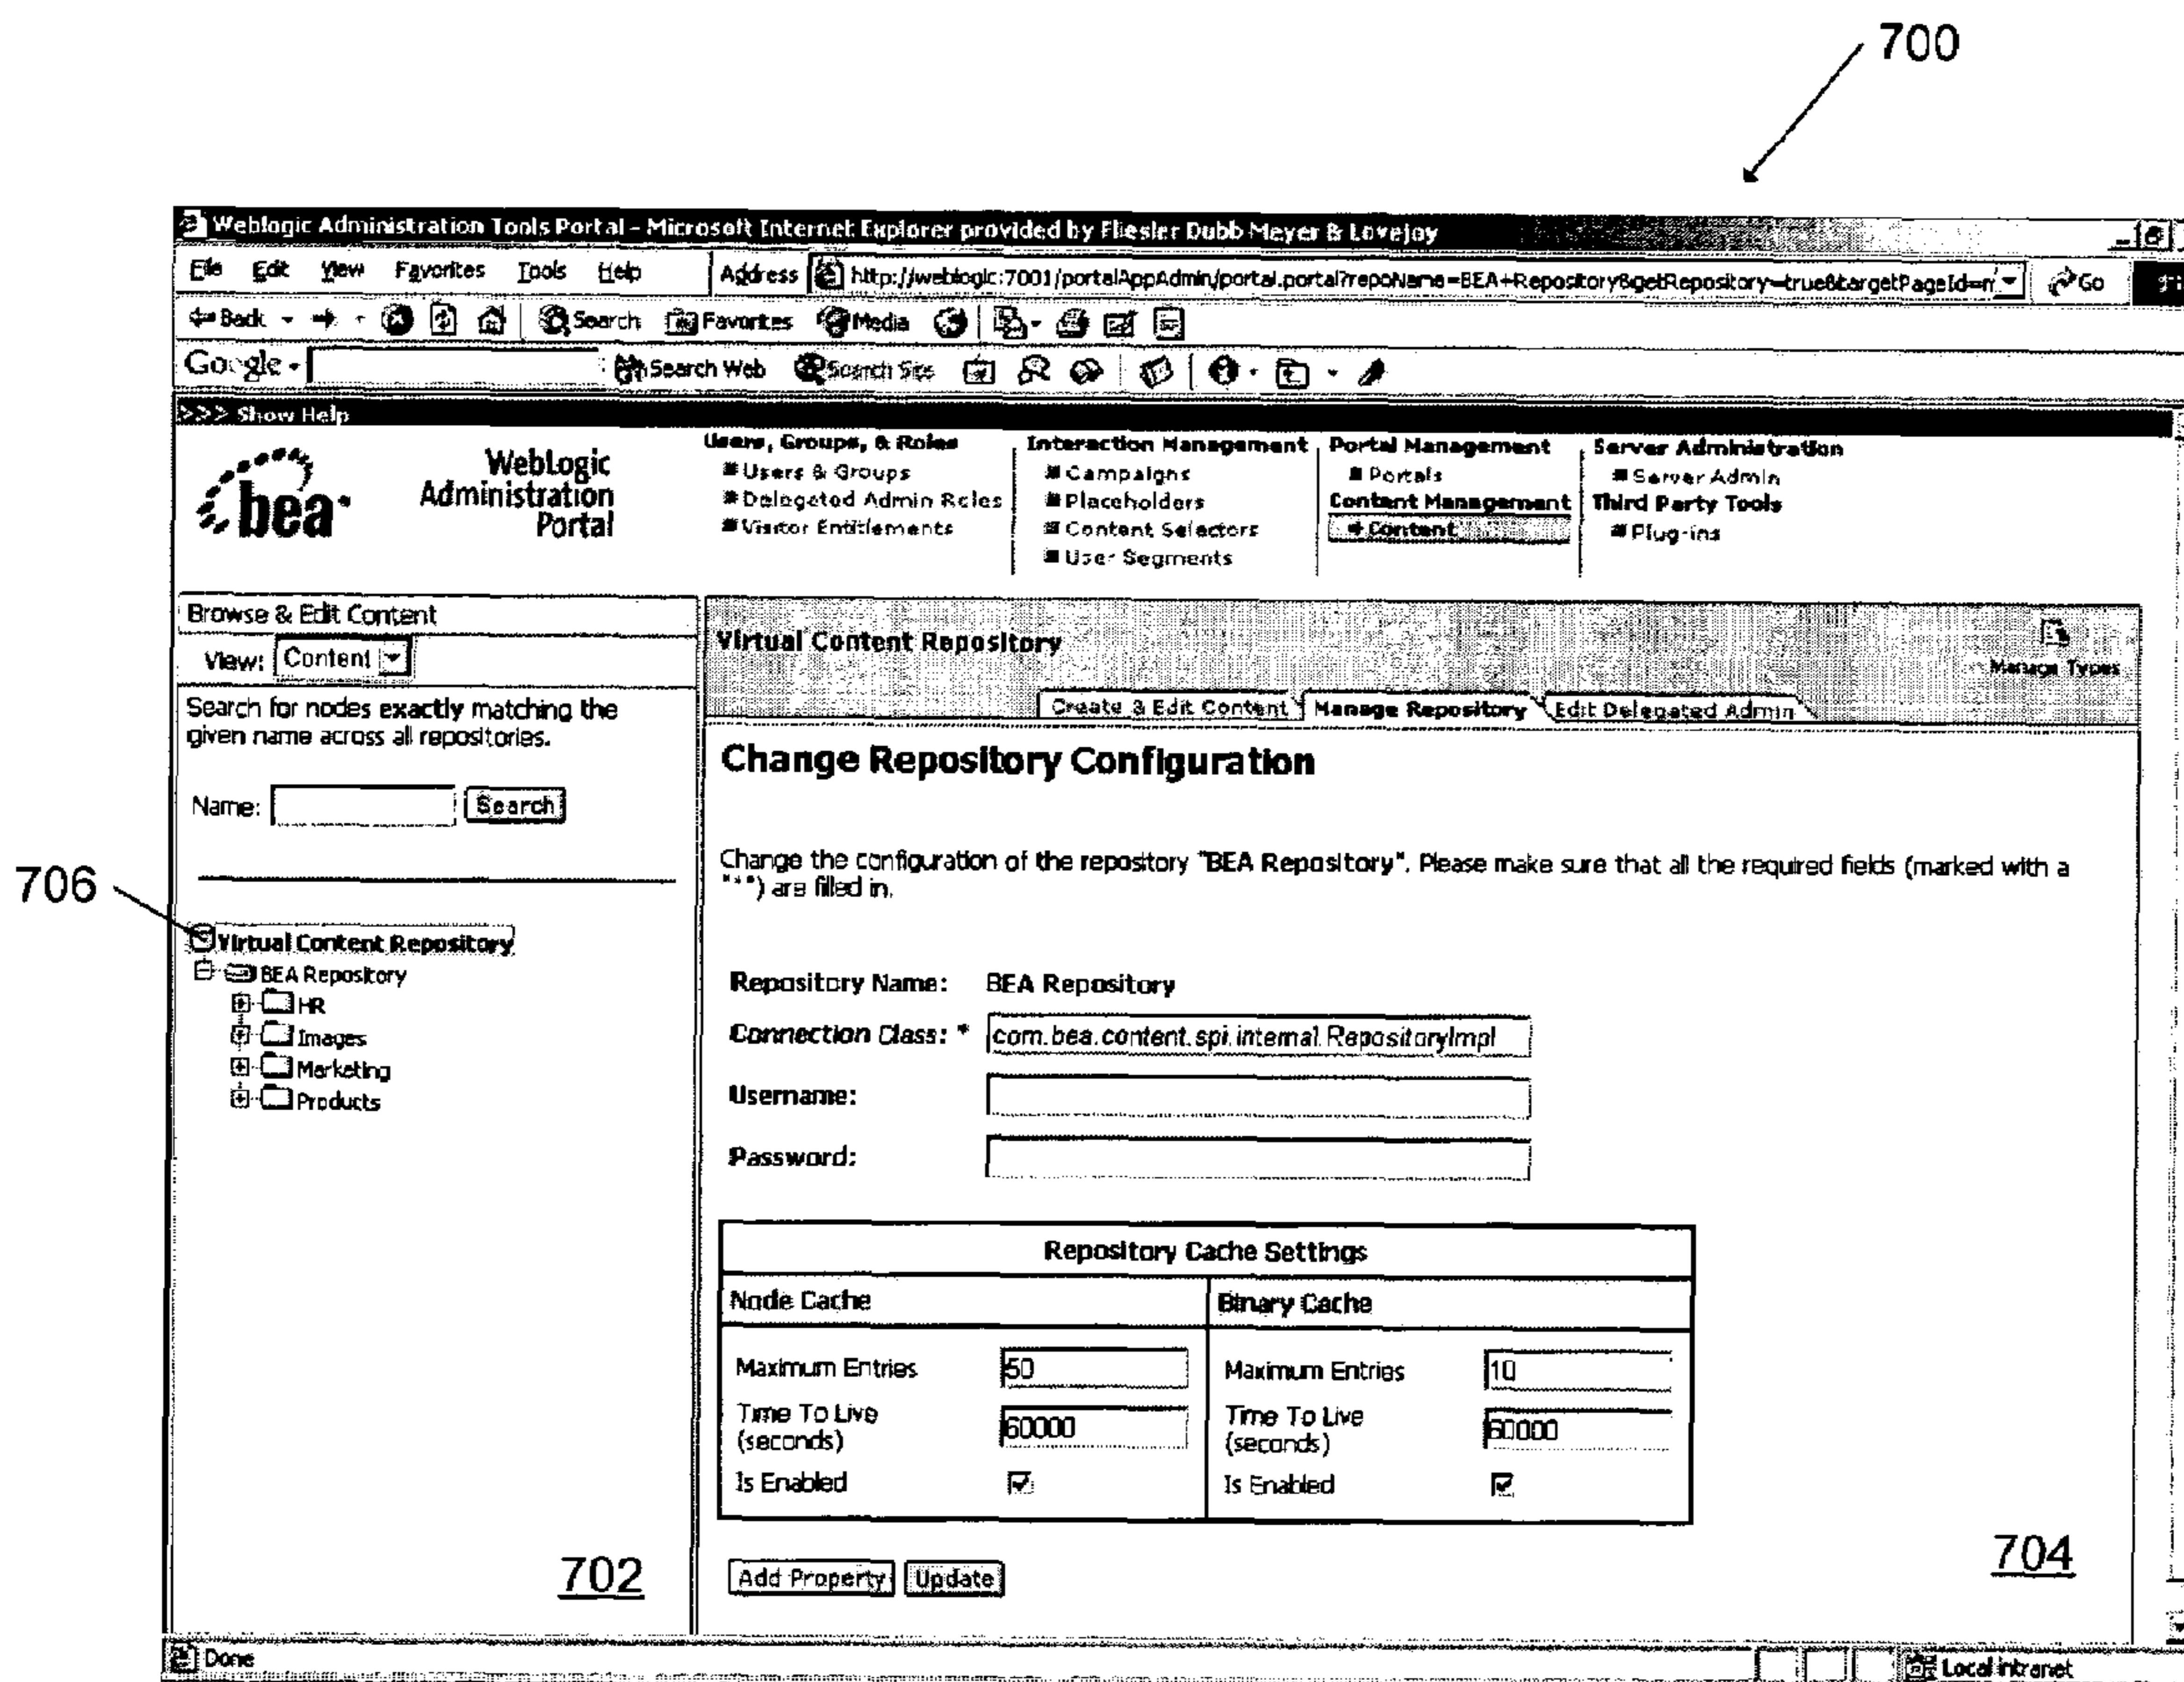 700
Weblogic Administration Tools Portal - Microsoft Internet Explorer provided by Fliesler Dubb Meyer & Lovejoy
File Edit View Favorites Tools Help Address http://weblogic:7001/portalAppAdmin/portal.portal?repoName=BEA+Repository&getRepository=true&targetPageId=m Go
Back Search Favorites Media
Google Search Web Search Site
>>> Show Help
bea
WebLogic
Administration
Portal
Users, Groups, & Roles
Users & Groups
Delegated Admin Roles
Visitor Entitlements
Interaction Management
Campaigns
Placeholders
Content Selectors
User Segments
Portal Management
Portals
Content Management
Content
Server Administration
Server Admin
Third Party Tools
Plug-ins
Browse & Edit Content
View: Content
Search for nodes exactly matching the
given name across all repositories.
Name: Search
706
Virtual Content Repository
BEA Repository
HR
Images
Marketing
Products
702
Virtual Content Repository
Manage Types
Create & Edit Content Manage Repository Edit Delegated Admin
Change Repository Configuration
Change the configuration of the repository "BEA Repository". Please make sure that all the required fields (marked with a
"*") are filled in.
Repository Name: BEA Repository
Connection Class: * com.bea.content.spi.internal.RepositoryImpl
Username:
Password:
Repository Cache Settings
Node Cache Binary Cache
Maximum Entries 50 Maximum Entries 10
Time To Live
(seconds) 60000 Time To Live
(seconds) 60000
Is Enabled Is Enabled
Add Property Update
704
Done Local intranet